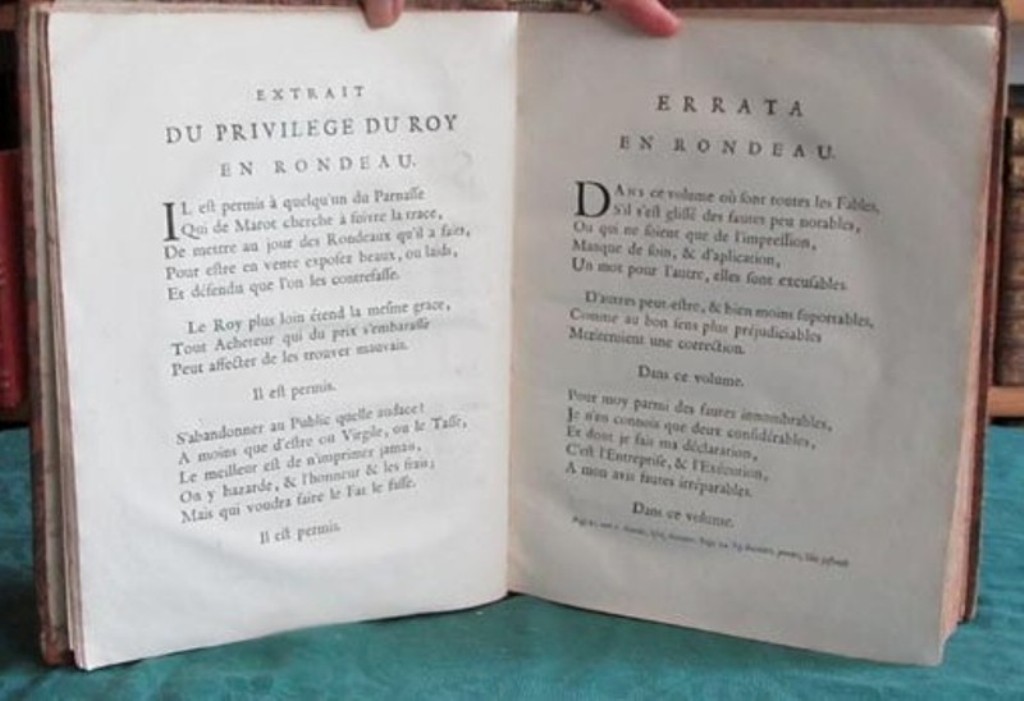 EXTRAIT
DU PRIVILEGE DU ROY
EN RONDEAU.
IL eſt permis à quelqu'un du Parnaſſe
Qui de Marot cherche à ſuivre la trace,
De mettre au jour des Rondeaux qu'il a faits,
Pour eſtre en vente expoſez beaux, ou laids,
Et défendu que l'on les contrefaſſe.
Le Roy plus loin étend la meſme grace,
Tout Acheteur qui du prix s'embaraſſe
Peut affecter de les trouver mauvais.
Il eſt permis.
S'abandonner au Public quelle audace!
A moins que d'eſtre ou Virgile, ou le Taſſe,
Le meilleur eſt de n'imprimer jamais,
On y hazarde, & l'honneur & les frais;
Mais qui voudra faire le Fat le faſſe.
Il eſt permis.
ERRATA
EN RONDEAU.
DANS ce volume où ſont toutes les Fables,
S'il s'eſt gliſſé des fautes peu notables,
Ou qui ne ſoient que de l'impreſſion,
Manque de ſoin, & d'aplication,
Un mot pour l'autre, elles ſont excuſables.
D'autres peut-eſtre, & bien moins ſuportables,
Comme au bon ſens plus préjudiciables
Meriteroient une correction.
Dans ce volume.
Pour moy parmi des fautes innombrables,
Je n'en connois que deux conſidérables,
Et dont je fais ma déclaration,
C'eſt l'Entrepriſe, & l'Exécution,
A mon avis fautes irréparables.
Dans ce volume.